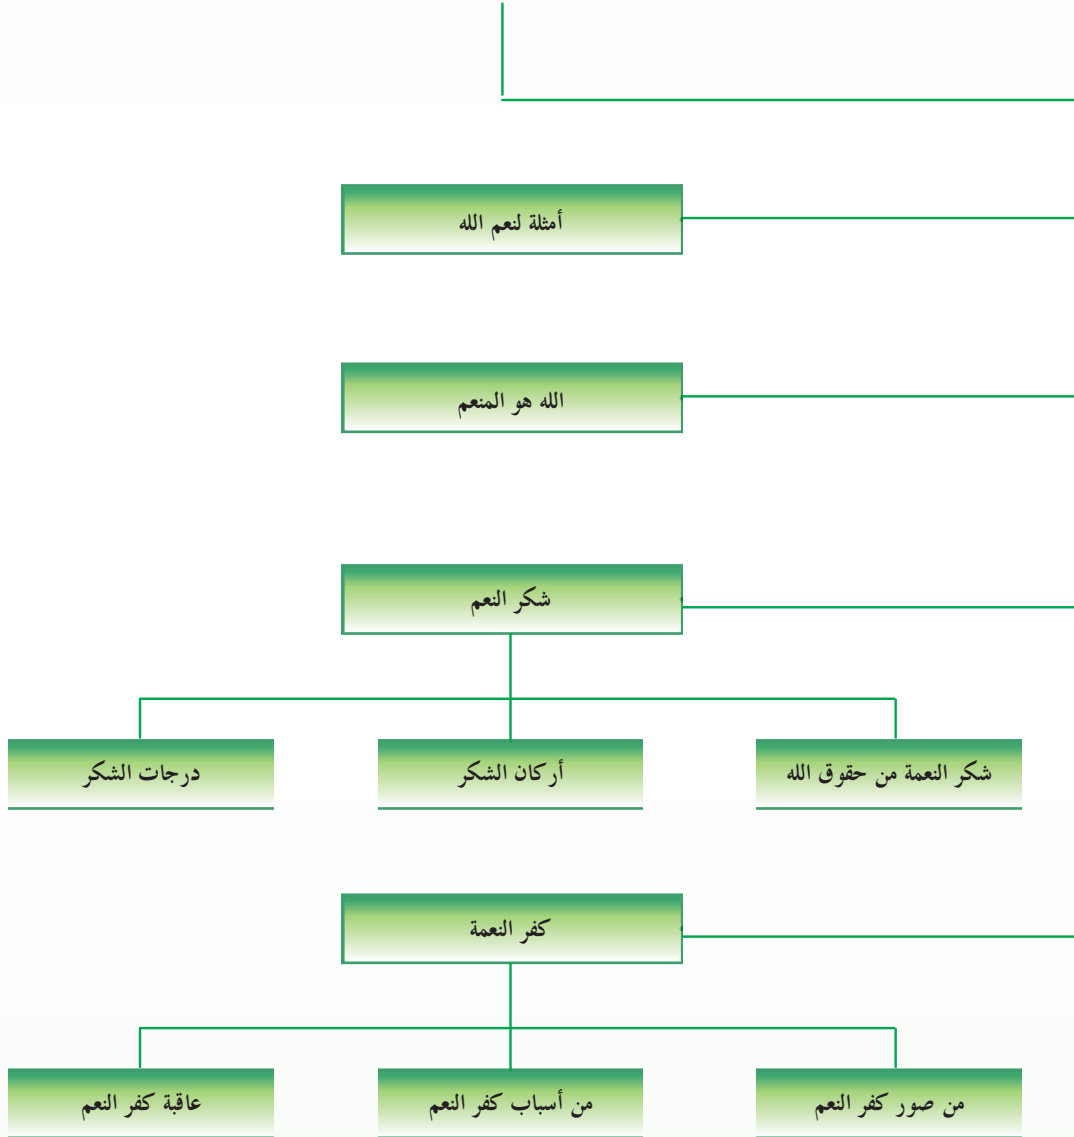 أمثلة لنعم الله
الله هو المنعم
شكر النعم
شكر النعمة من حقوق الله
أركان الشكر
درجات الشكر
كفر النعمة
من صور كفر النعم
من أسباب كفر النعم
عاقبة كفر النعم